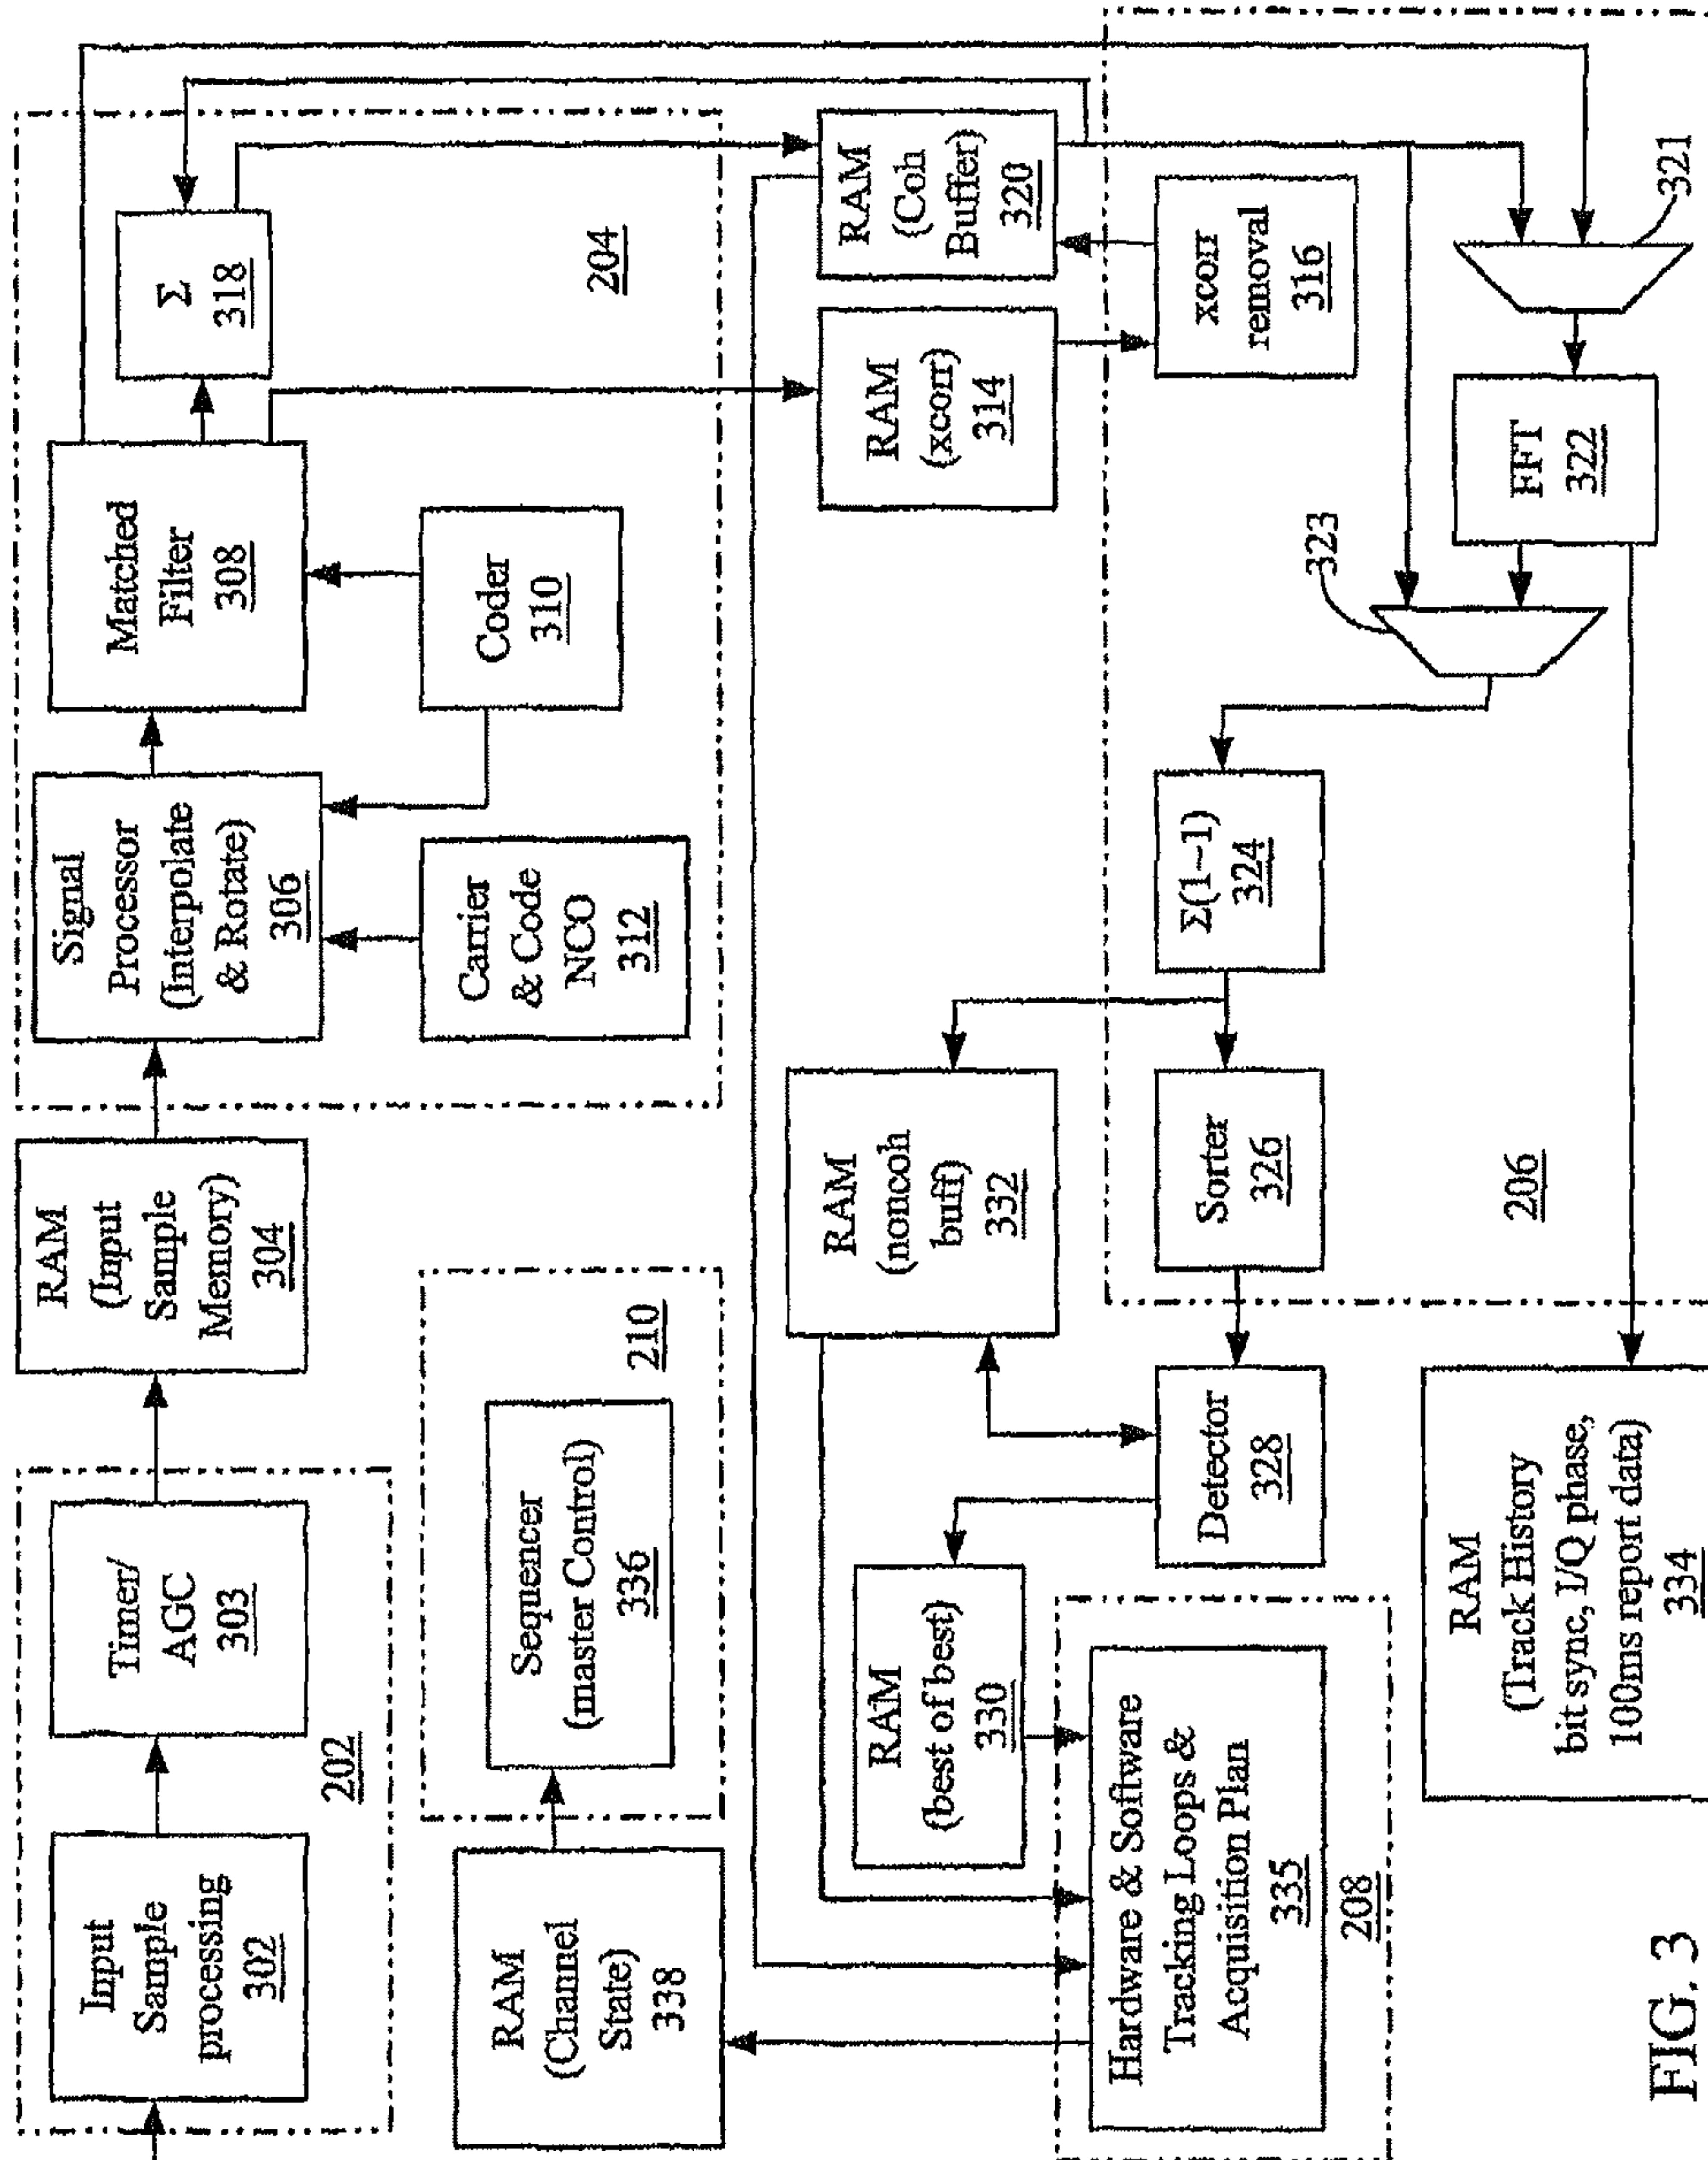 Input
Sample
processing
302
Timer/
AGC
303
202
RAM
(Input
Sample
Memory)
304
Signal
Processor
(Interpolate
& Rotate)
306
Matched
Filter
308
Σ
318
Carrier
& Code
NCO
312
Coder
310
204
RAM
(Channel
State)
338
Sequencer
(master Control)
336
210
RAM
(best of best)
330
RAM
(noncoh
buff)
332
RAM
(xcorr)
314
RAM
(Coh
Buffer)
320
Hardware & Software
Tracking Loops &
Acquisition Plan
335
208
Detector
328
Sorter
326
Σ(1-1)
324
xcorr
removal
316
323
321
FFT
322
206
RAM
(Track History
bit sync, I/Q phase,
100ms report data)
334
FIG. 3